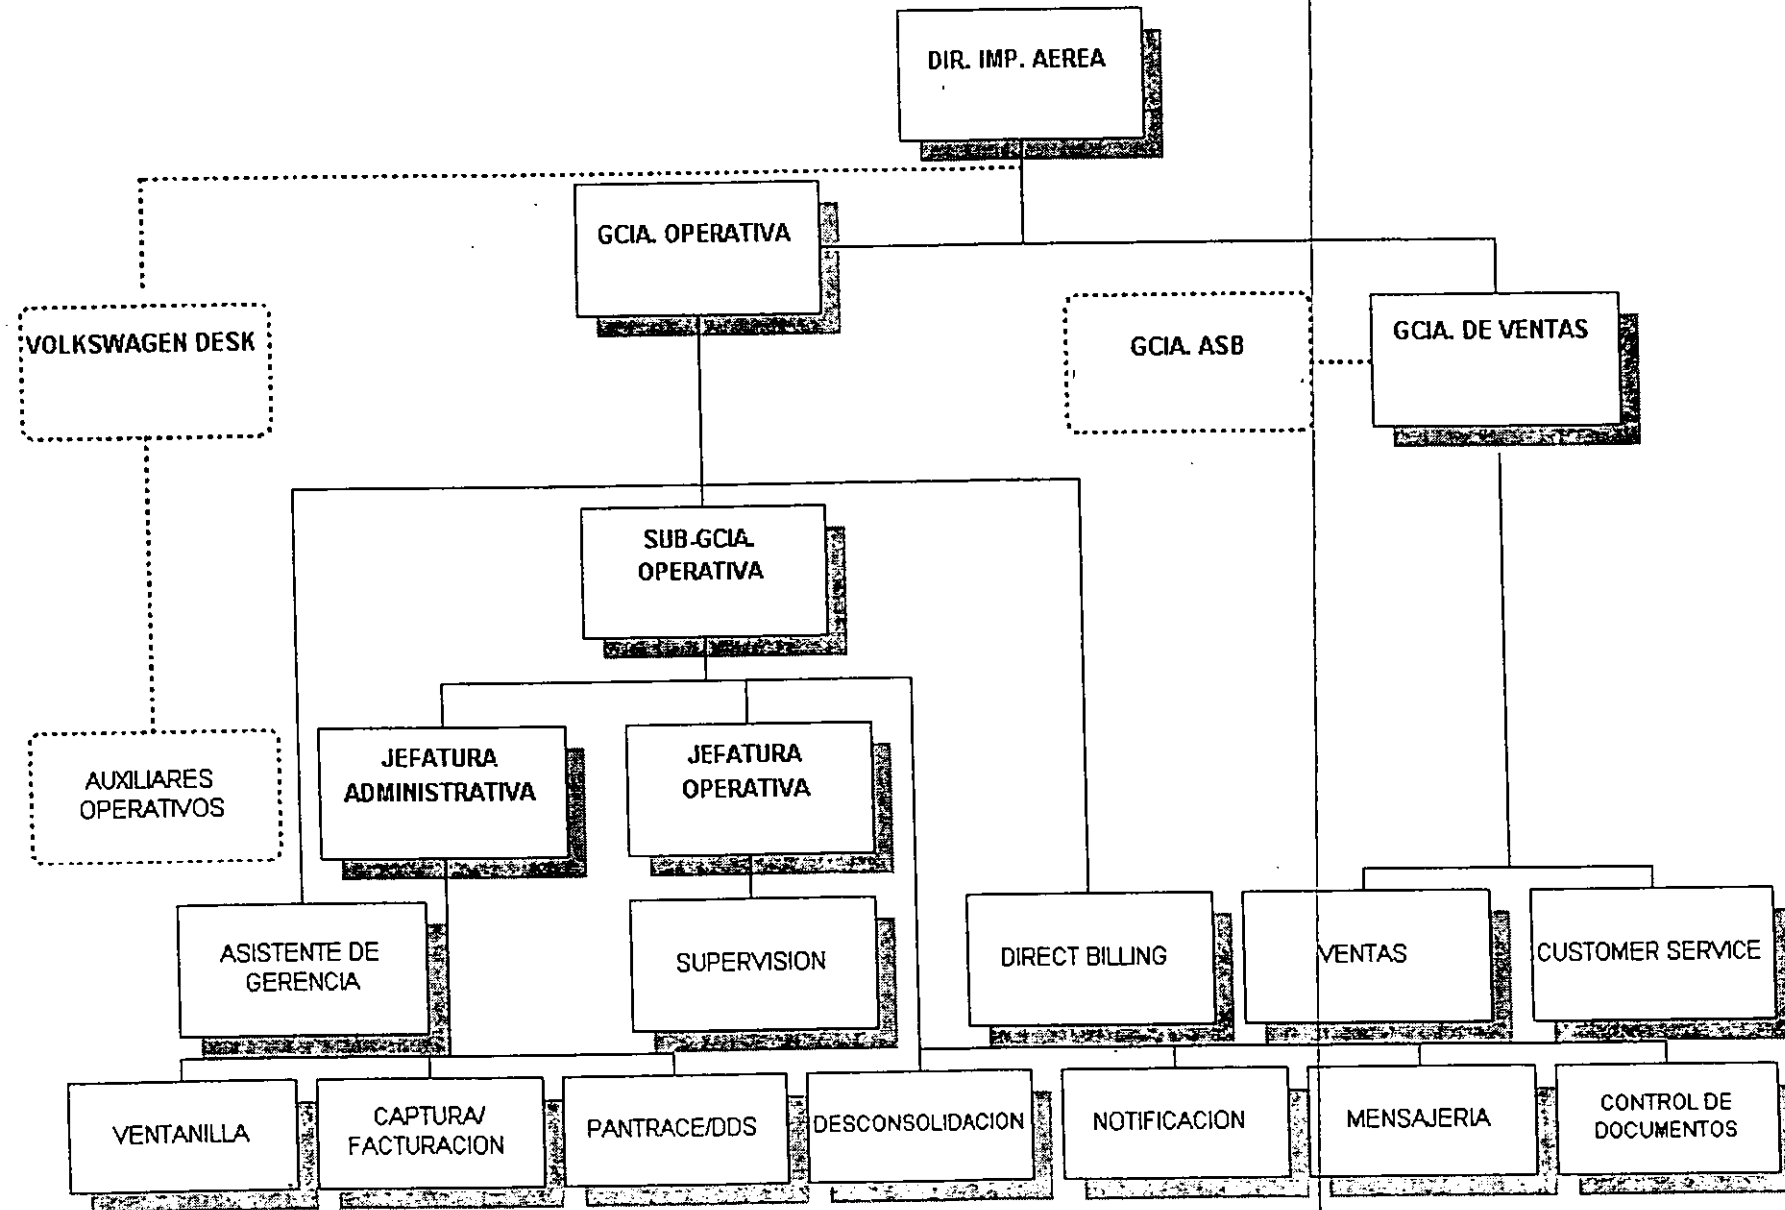 DIR. IMP. AEREA
GCIA. OPERATIVA
VOLKSWAGEN DESK
GCIA. ASB
GCIA. DE VENTAS
SUB-GCIA.
OPERATIVA
AUXILIARES
OPERATIVOS
JEFATURA
ADMINISTRATIVA
JEFATURA
OPERATIVA
ASISTENTE DE
GERENCIA
SUPERVISION
DIRECT BILLING
VENTAS
CUSTOMER SERVICE
VENTANILLA
CAPTURA/
FACTURACION
PANTRACE/DDS
DESCONSOLIDACION
NOTIFICACION
MENSAJERIA
CONTROL DE
DOCUMENTOS